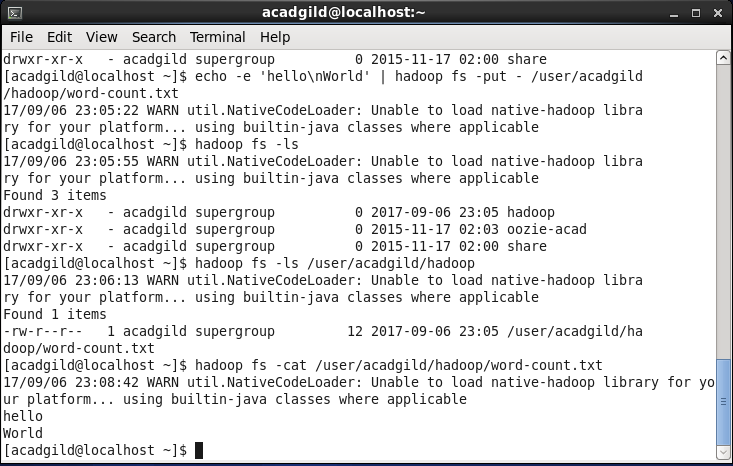 acadgild@localhost:~
File Edit View Search Terminal Help
drwxr-xr-x   - acadgild supergroup          0 2015-11-17 02:00 share
[acadgild@localhost ~]$ echo -e 'hello\nWorld' | hadoop fs -put - /user/acadgild
/hadoop/word-count.txt
17/09/06 23:05:22 WARN util.NativeCodeLoader: Unable to load native-hadoop libra
ry for your platform... using builtin-java classes where applicable
[acadgild@localhost ~]$ hadoop fs -ls
17/09/06 23:05:55 WARN util.NativeCodeLoader: Unable to load native-hadoop libra
ry for your platform... using builtin-java classes where applicable
Found 3 items
drwxr-xr-x   - acadgild supergroup          0 2017-09-06 23:05 hadoop
drwxr-xr-x   - acadgild supergroup          0 2015-11-17 02:03 oozie-acad
drwxr-xr-x   - acadgild supergroup          0 2015-11-17 02:00 share
[acadgild@localhost ~]$ hadoop fs -ls /user/acadgild/hadoop
17/09/06 23:06:13 WARN util.NativeCodeLoader: Unable to load native-hadoop libra
ry for your platform... using builtin-java classes where applicable
Found 1 items
-rw-r--r--   1 acadgild supergroup         12 2017-09-06 23:05 /user/acadgild/ha
doop/word-count.txt
[acadgild@localhost ~]$ hadoop fs -cat /user/acadgild/hadoop/word-count.txt
17/09/06 23:08:42 WARN util.NativeCodeLoader: Unable to load native-hadoop library for yo
ur platform... using builtin-java classes where applicable
hello
World
[acadgild@localhost ~]$